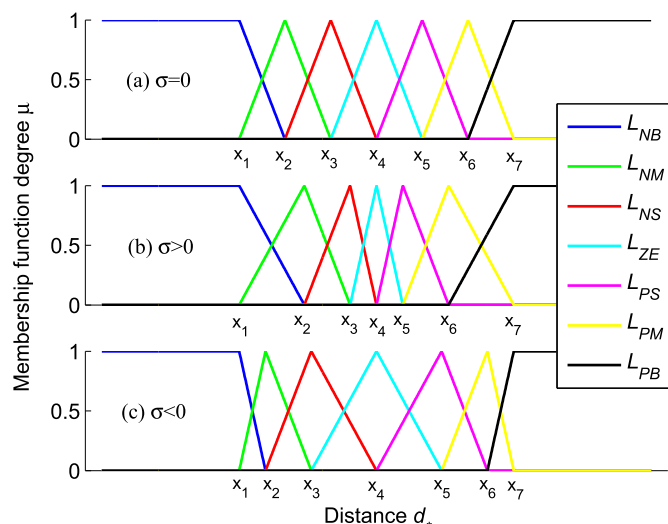 Membership function degree μ
1
0.5
0
(a) σ=0
x1 x2 x3 x4 x5 x6 x7
1
0.5
0
(b) σ>0
x1 x2 x3 x4 x5 x6 x7
1
0.5
0
(c) σ<0
x1 x2 x3 x4 x5 x6 x7
Distance d*
LNB
LNM
LNS
LZE
LPS
LPM
LPB